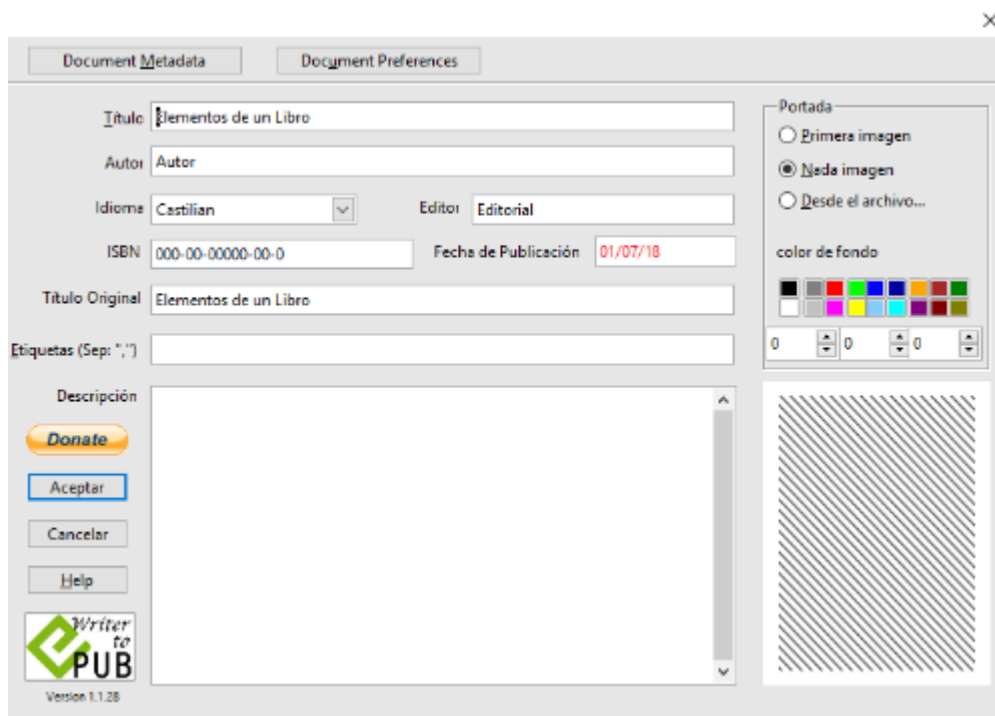 Document Metadata Document Preferences
Título Elementos de un Libro
Autor Autor
Idioma Castilian Editor Editorial
ISBN 000-00-00000-00-0 Fecha de Publicación 01/07/18
Título Original Elementos de un Libro
Etiquetas (Sep: ",")
Descripción
Donate
Aceptar
Cancelar
Help
Writer
to
ePUB
Version 1.1.28
Portada
Primera imagen
Nada imagen
Desde el archivo...
color de fondo
0 0 0